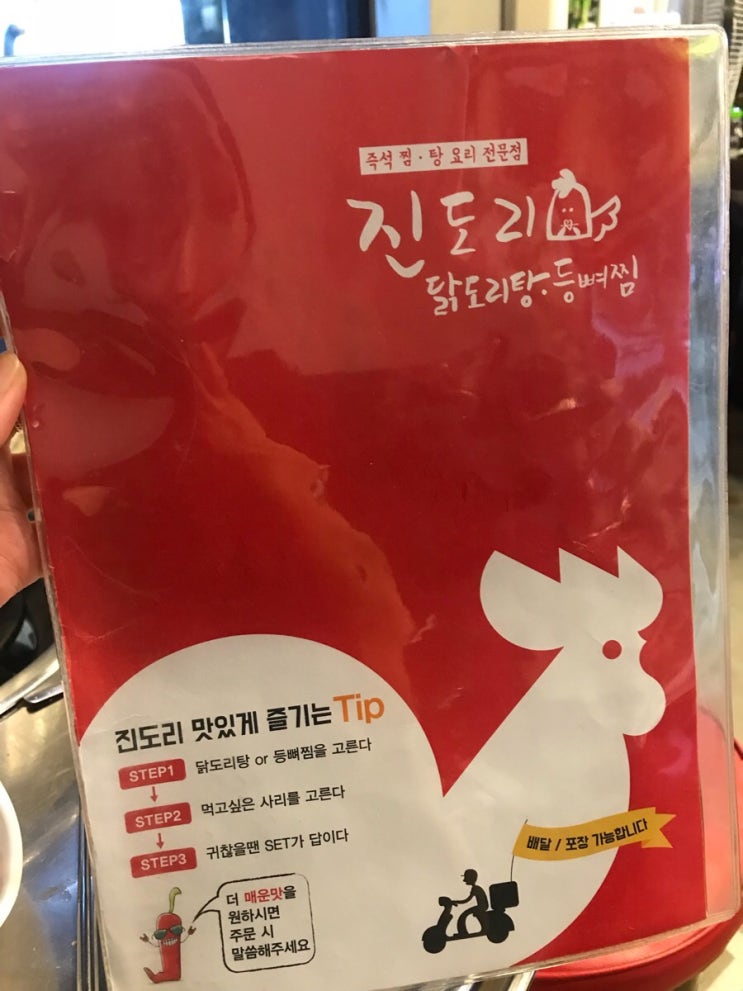 즉석 찜 · 탕 요리 전문점
진도리
닭도리탕·등뼈찜
진도리 맛있게 즐기는 Tip
STEP1 닭도리탕 or 등뼈찜을 고른다
STEP2 먹고싶은 사리를 고른다
STEP3 귀찮을땐 SET가 답이다
더 매운맛을
원하시면
주문 시
말씀해주세요
배달 / 포장 가능합니다